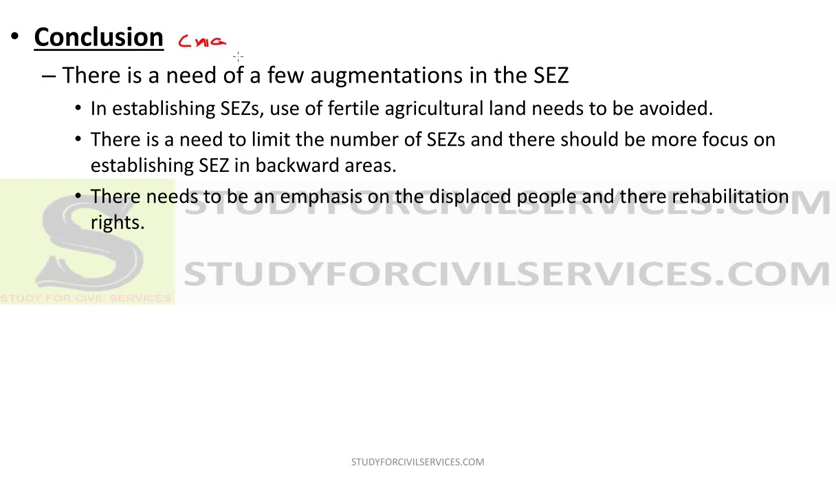 • Conclusion
– There is a need of a few augmentations in the SEZ
• In establishing SEZs, use of fertile agricultural land needs to be avoided.
• There is a need to limit the number of SEZs and there should be more focus on
establishing SEZ in backward areas.
• There needs to be an emphasis on the displaced people and there rehabilitation
rights.
STUDYFORCIVILSERVICES.COM
STUDYFORCIVILSERVICES.COM
STUDY FOR CIVIL SERVICES
STUDYFORCIVILSERVICES.COM